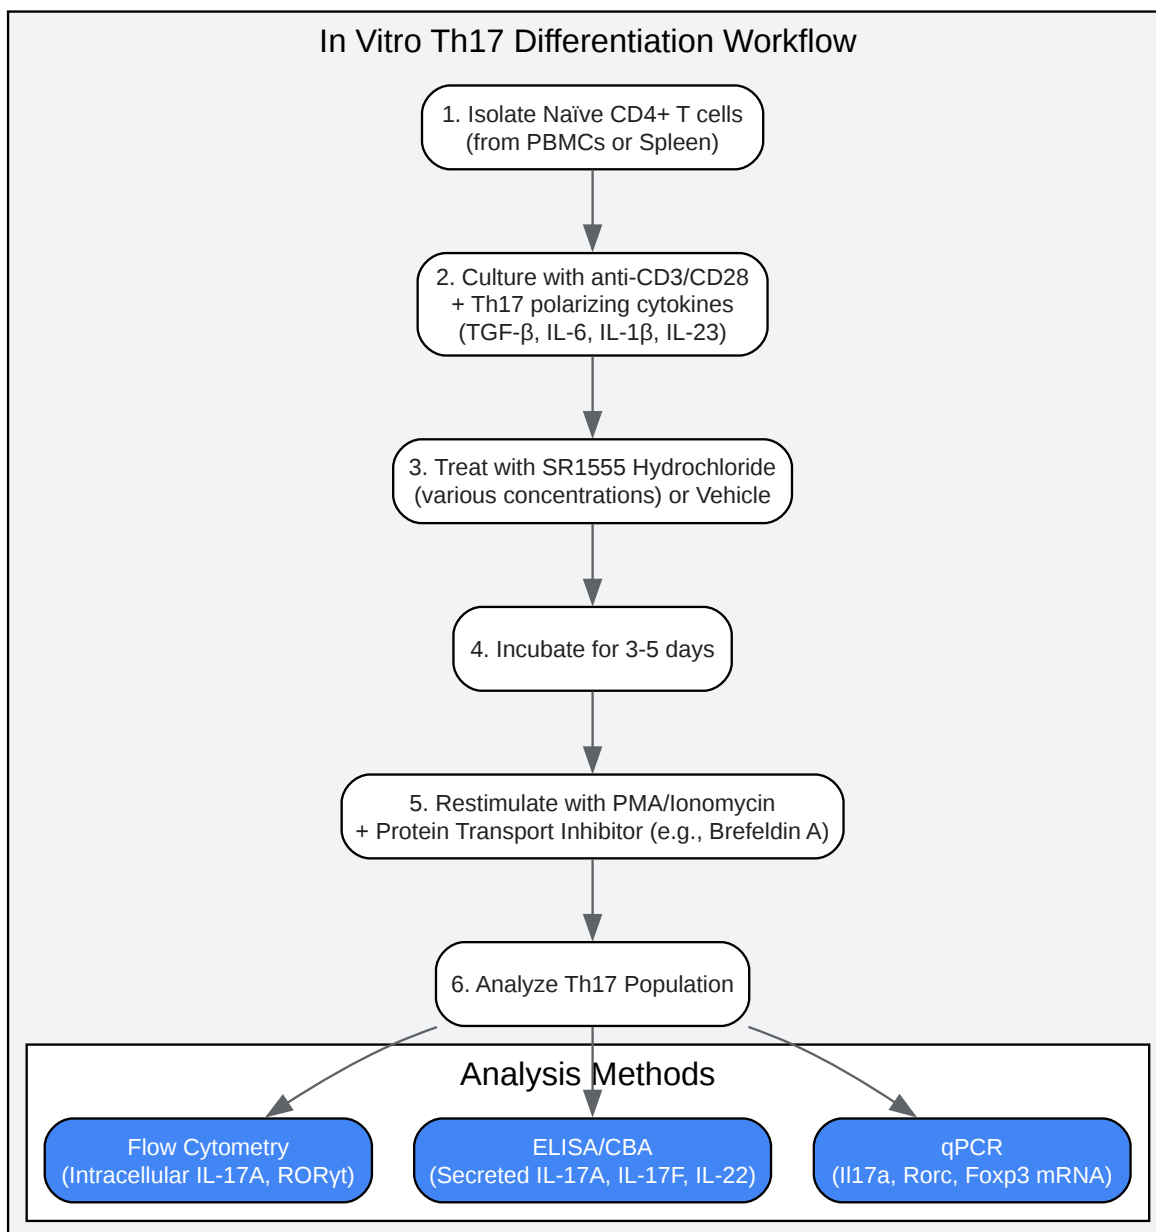 In Vitro Th17 Differentiation Workflow
1. Isolate Naïve CD4+ T cells
(from PBMCs or Spleen)
2. Culture with anti-CD3/CD28
+ Th17 polarizing cytokines
(TGF-β, IL-6, IL-1β, IL-23)
3. Treat with SR1555 Hydrochloride
(various concentrations) or Vehicle
4. Incubate for 3-5 days
5. Restimulate with PMA/Ionomycin
+ Protein Transport Inhibitor (e.g., Brefeldin A)
6. Analyze Th17 Population
Analysis Methods
Flow Cytometry
(Intracellular IL-17A, RORγt)
ELISA/CBA
(Secreted IL-17A, IL-17F, IL-22)
qPCR
(Il17a, Rorc, Foxp3 mRNA)